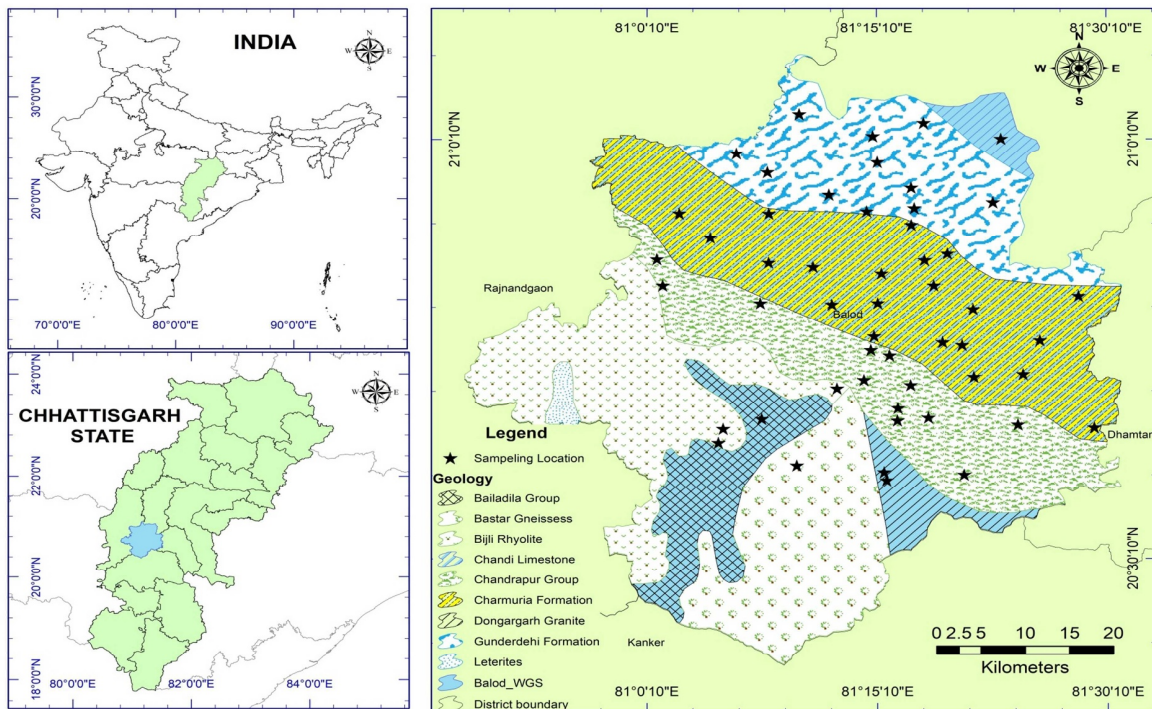 INDIA
N
W E
S
30°0'0"N
20°0'0"N
70°0'0"E 80°0'0"E 90°0'0"E
24°0'0"N
CHHATTISGARH
STATE
N
W E
S
22°0'0"N
20°0'0"N
18°0'0"N
80°0'0"E 82°0'0"E 84°0'0"E
81°0'10"E 81°15'10"E 81°30'10"E
N
W E
S
21°0'10"N 21°0'10"N
Rajnandgaon
Balod
Dhamtari
Kanker
Legend
Sampeling Location
Geology
Bailadila Group
Bastar Gneissess
Bijli Rhyolite
Chandi Limestone
Chandrapur Group
Charmuria Formation
Dongargarh Granite
Gunderdehi Formation
Leterites
Balod_WGS
District boundary
20°30'10"N
0 2.5 5 10 15 20
Kilometers
81°0'10"E 81°15'10"E 81°30'10"E